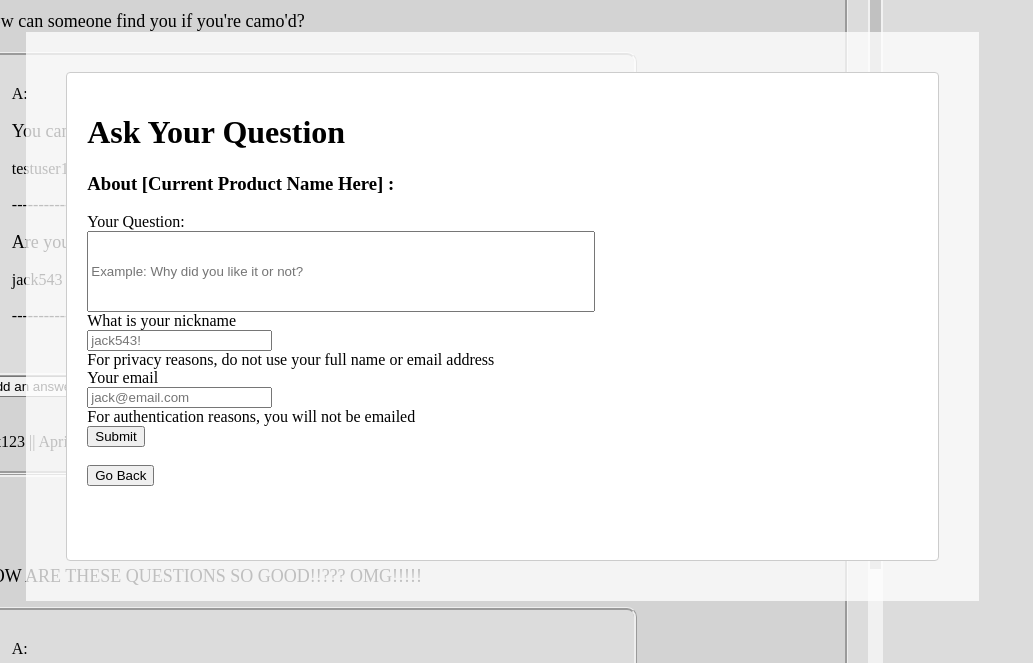 w can someone find you if you're camo'd?
A:
You can
testuser1
Are you
jack543
dd an answe
123 || Apri
OW ARE THESE QUESTIONS SO GOOD!!??? OMG!!!!!
A:
Ask Your Question
About [Current Product Name Here] :
Your Question:
Example: Why did you like it or not?
What is your nickname
jack543!
For privacy reasons, do not use your full name or email address
Your email
jack@email.com
For authentication reasons, you will not be emailed
Submit
Go Back